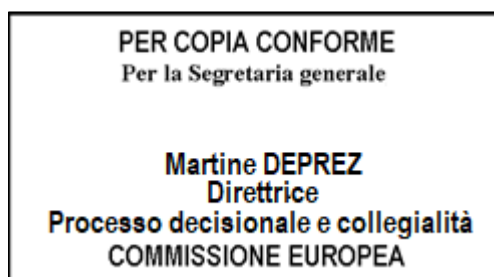 PER COPIA CONFORME
Per la Segretaria generale
Martine DEPREZ
Direttrice
Processo decisionale e collegialità
COMMISSIONE EUROPEA